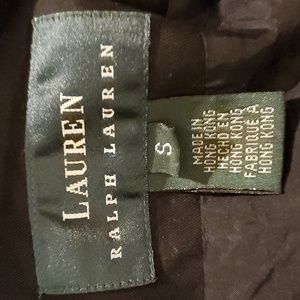 LAUREN
RALPH LAUREN
S
MADE IN
HONG KONG
HECHO EN
HONG KONG
FABRIQUÉ À
HONG KONG